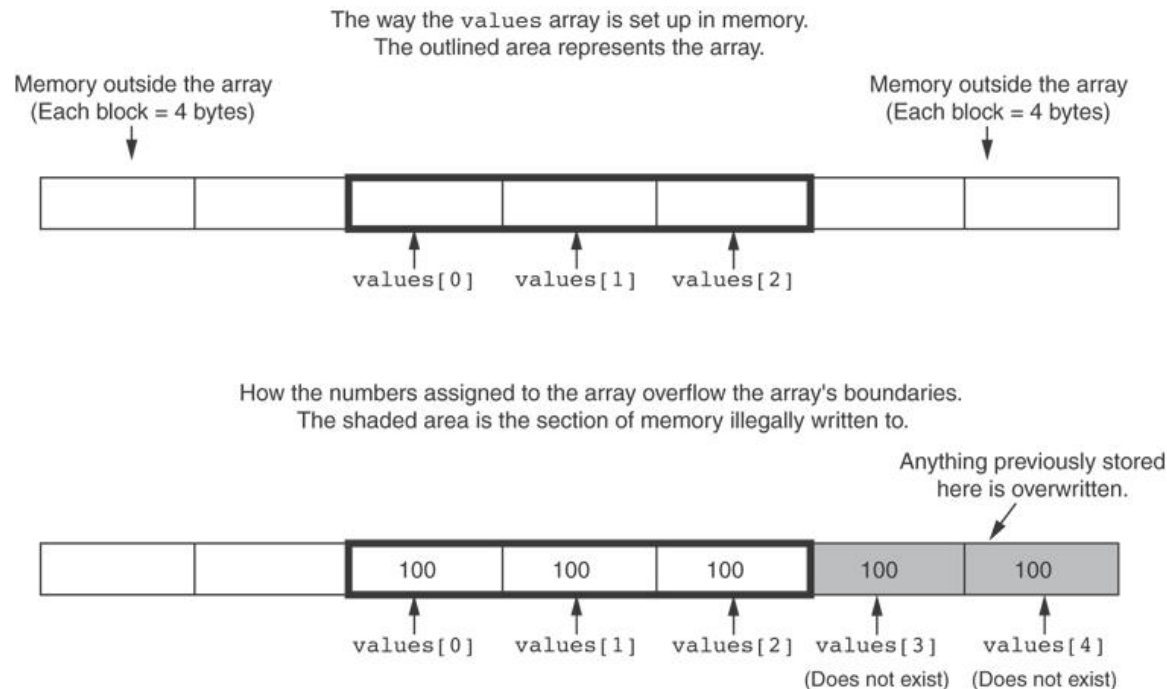 The way the values array is set up in memory.
The outlined area represents the array.
Memory outside the array
(Each block = 4 bytes)
Memory outside the array
(Each block = 4 bytes)
values[0]
values[1]
values[2]
How the numbers assigned to the array overflow the array's boundaries.
The shaded area is the section of memory illegally written to.
Anything previously stored
here is overwritten.
100
100
100
100
100
values[0]
values[1]
values[2]
values[3]
values[4]
(Does not exist)
(Does not exist)